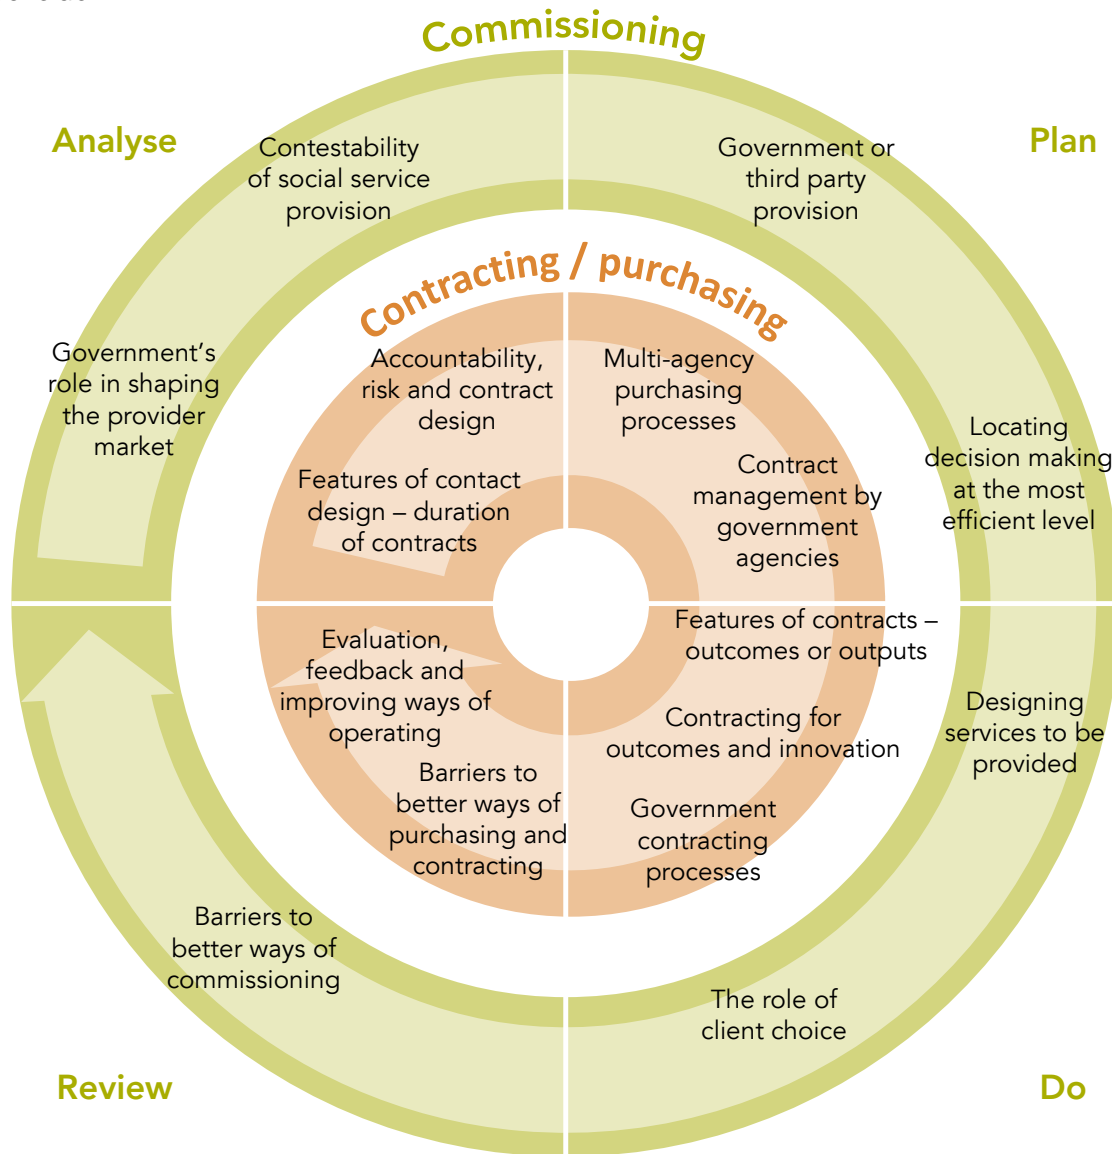 Commissioning
Analyse
Plan
Contestability
of social service
provision
Government or
third party
provision
Contracting / purchasing
Government's
role in shaping
the provider
market
Accountability,
risk and contract
design
Multi-agency
purchasing
processes
Locating
decision making
at the most
efficient level
Features of contact
design – duration
of contracts
Contract
management by
government
agencies
Evaluation,
feedback and
improving ways of
operating
Features of contracts –
outcomes or outputs
Designing
services to be
provided
Contracting for
outcomes and innovation
Barriers to
better ways of
purchasing and
contracting
Government
contracting
processes
Barriers to
better ways of
commissioning
The role of
client choice
Review
Do